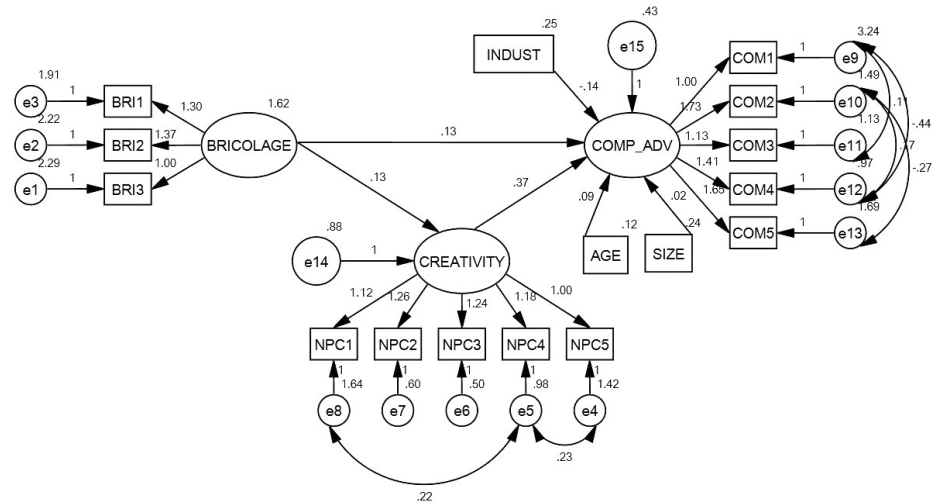 .43
.25
3.24
INDUST
e15
COM1
1
e9
1.91
-.14
1
1.00
1.49
e3
1
BRI1
1.30
1.62
COM2
1
e10
.11
2.22
1.73
1.13
-.44
e2
1
BRI2
1.37
BRICOLAGE
.13
COMP_ADV
1.13
COM3
1
e11
2.29
1.00
1.41
.97
-.27
e1
1
BRI3
.13
.37
1.65
COM4
1
e12
.09
.02
1.69
.88
.12
.24
COM5
1
e13
e14
1
CREATIVITY
AGE
SIZE
1.12
1.26
1.24
1.18
1.00
NPC1
NPC2
NPC3
NPC4
NPC5
1
1
1
1
1
1.64
.60
.50
.98
1.42
e8
e7
e6
e5
e4
.23
.22